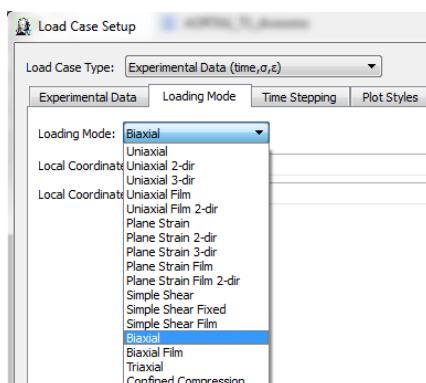 Load Case Setup
Load Case Type: Experimental Data (time,σ,ε)
Experimental Data Loading Mode Time Stepping Plot Styles
Loading Mode: Biaxial
Uniaxial
Local Coordinate Uniaxial 2-dir
Uniaxial 3-dir
Local Coordinate Uniaxial Film
Uniaxial Film 2-dir
Plane Strain
Plane Strain 2-dir
Plane Strain 3-dir
Plane Strain Film
Plane Strain Film 2-dir
Simple Shear
Simple Shear Fixed
Simple Shear Film
Biaxial
Biaxial Film
Triaxial
Confined Compression